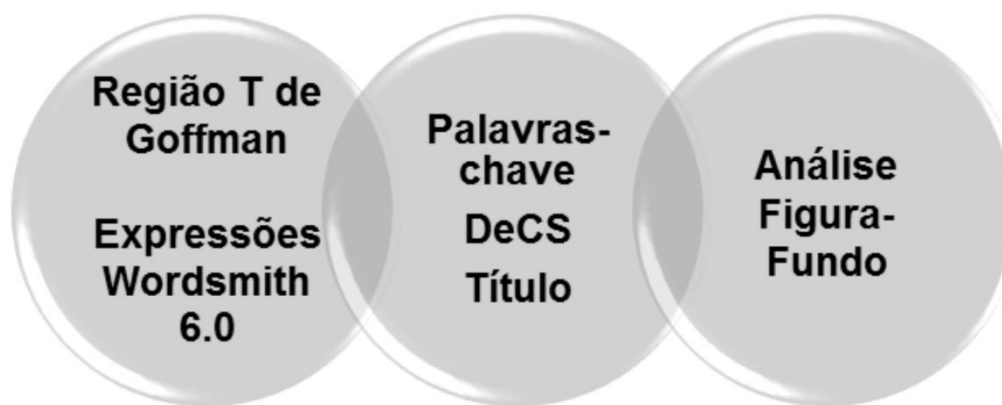 Região T de
Goffman
Expressões
Wordsmith
6.0
Palavras-
chave
DeCS
Título
Análise
Figura-
Fundo